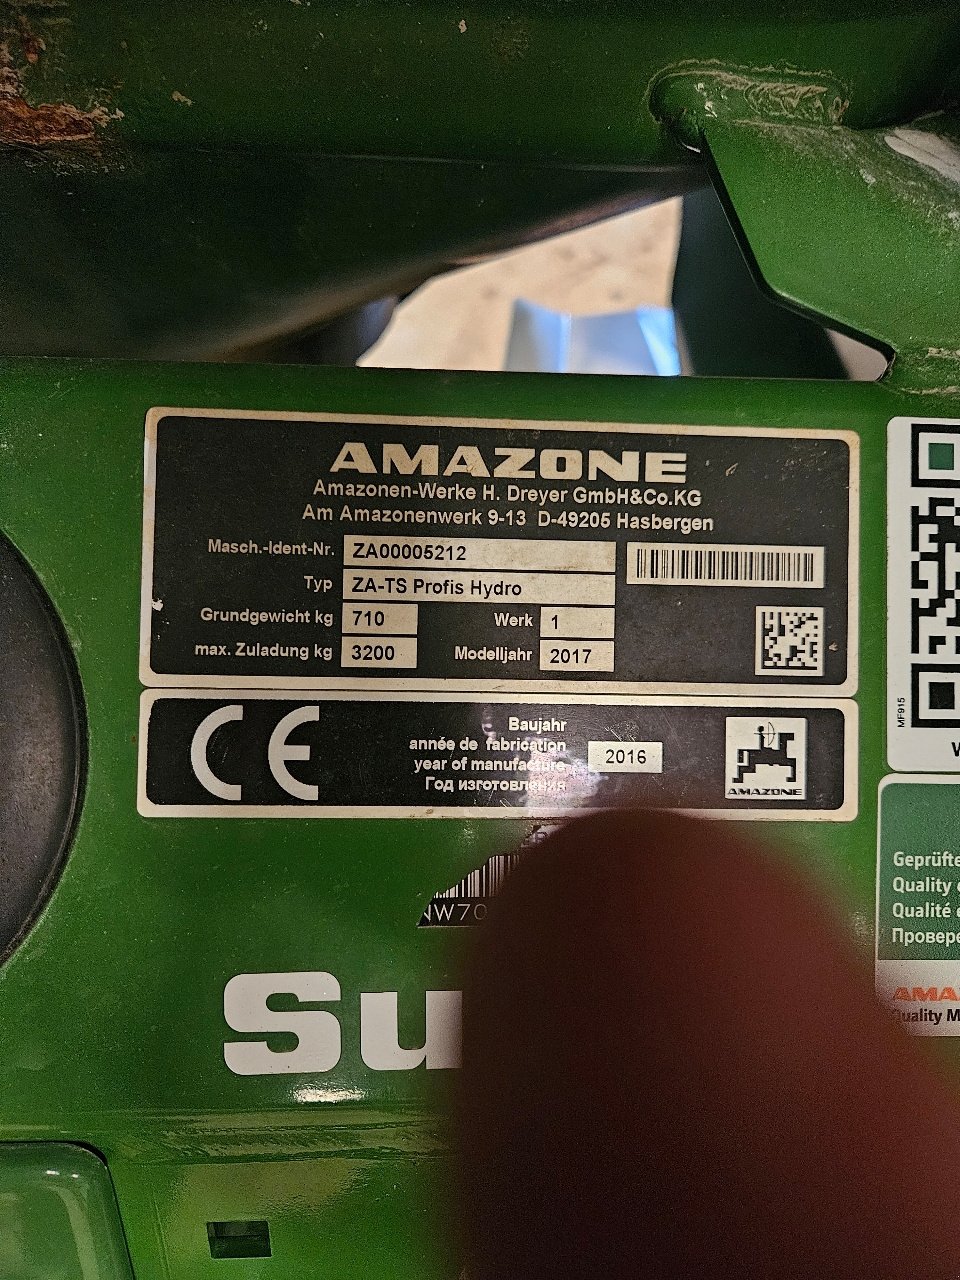 AMAZONE
Amazonen-Werke H. Dreyer GmbH&Co.KG
Am Amazonenwerk 9-13 D-49205 Hasbergen
Masch.-Ident-Nr. ZA00005212
Typ ZA-TS Profis Hydro
Grundgewicht kg 710 Werk 1
max. Zuladung kg 3200 Modelljahr 2017
CE
Baujahr
année de fabrication
year of manufacture
Год изготовления
2016
AMAZONE
MF915
NW70
Su
Geprüfte
Quality
Qualité
Провере
AMA
Quality M